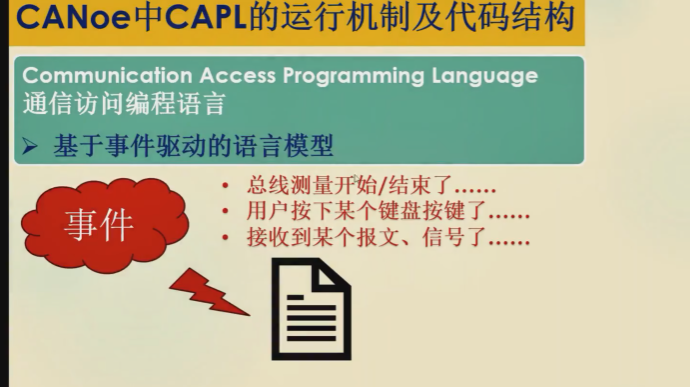 CANoe中CAPL的运行机制及代码结构
Communication Access Programming Language
通信访问编程语言
➢ 基于事件驱动的语言模型
事件
• 总线测量开始/结束了……
• 用户按下某个键盘按键了……
• 接收到某个报文、信号了……